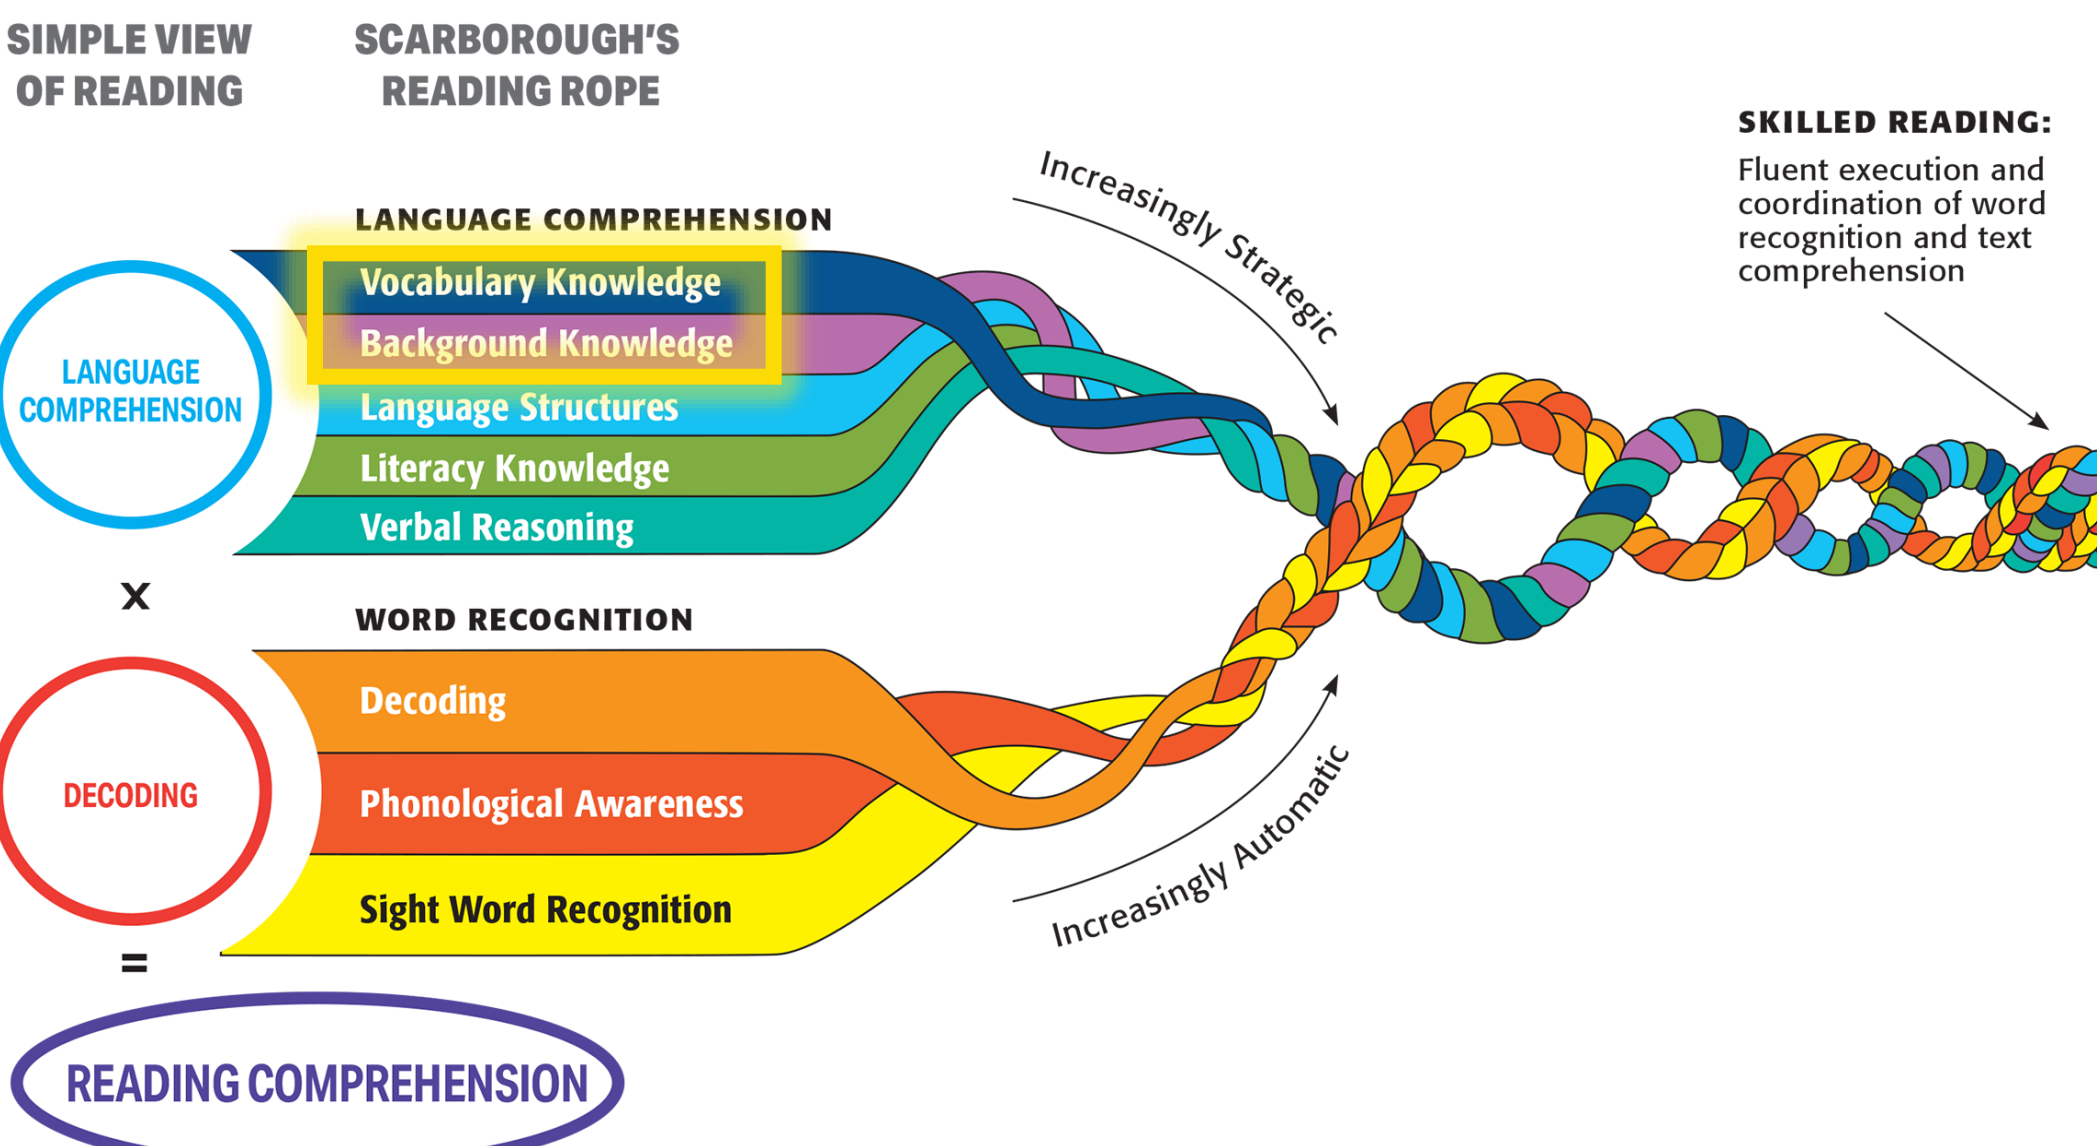 SIMPLE VIEW
OF READING
SCARBOROUGH'S
READING ROPE
SKILLED READING:
Fluent execution and
coordination of word
recognition and text
comprehension
Increasingly Strategic
LANGUAGE COMPREHENSION
Vocabulary Knowledge
Background Knowledge
Language Structures
Literacy Knowledge
Verbal Reasoning
LANGUAGE
COMPREHENSION
x
WORD RECOGNITION
Decoding
Phonological Awareness
Sight Word Recognition
DECODING
Increasingly Automatic
=
READING COMPREHENSION